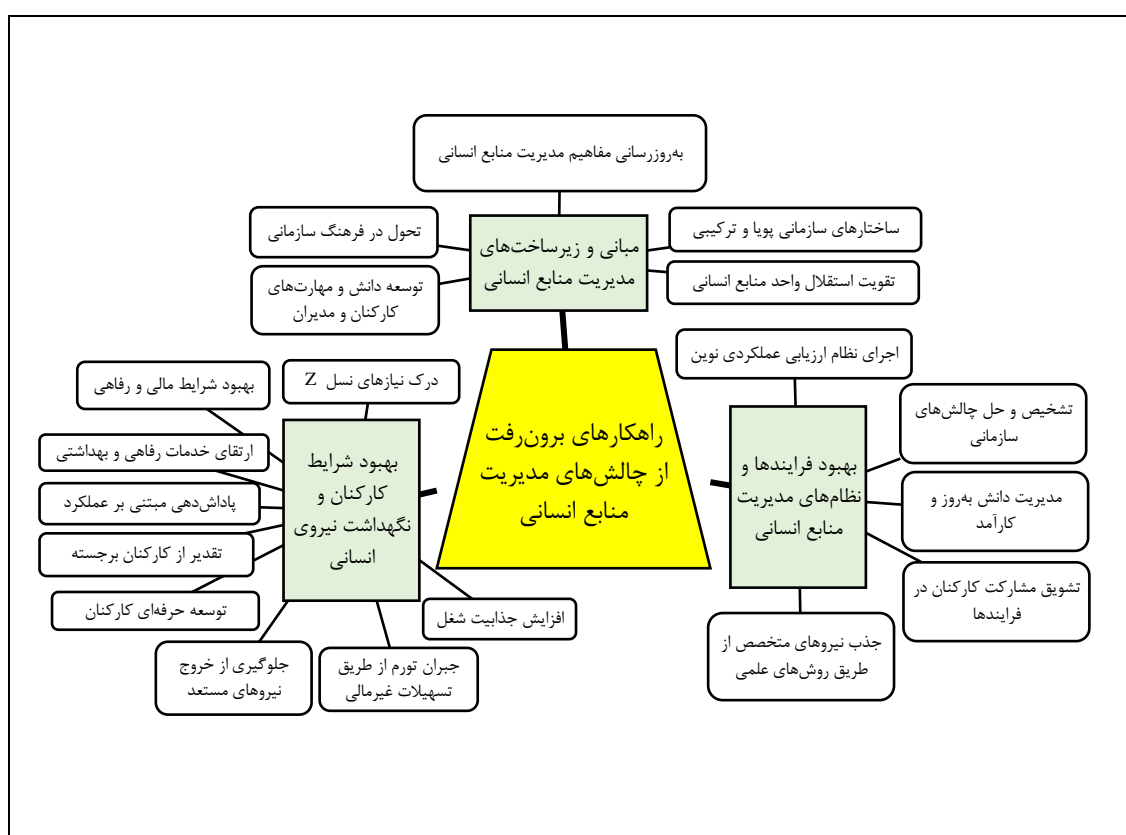 به‌روزرسانی مفاهیم مدیریت منابع انسانی
ساختارهای سازمانی پویا و ترکیبی
تقویت استقلال واحد منابع انسانی
مبانی و زیرساخت‌های
مدیریت منابع انسانی
تحول در فرهنگ سازمانی
توسعه دانش و مهارت‌های
کارکنان و مدیران
راهکارهای برون‌رفت
از چالش‌های مدیریت
منابع انسانی
اجرای نظام ارزیابی عملکردی نوین
تشخیص و حل چالش‌های
سازمانی
مدیریت دانش به‌روز و
کارآمد
تشویق مشارکت کارکنان در
فرایندها
بهبود فرایندها و
نظام‌های مدیریت
منابع انسانی
جذب نیروهای متخصص از
طریق روش‌های علمی
درک نیازهای نسل Z
بهبود شرایط مالی و رفاهی
بهبود شرایط
کارکنان و
نگهداشت نیروی
انسانی
ارتقای خدمات رفاهی و بهداشتی
پاداش‌دهی مبتنی بر عملکرد
تقدیر از کارکنان برجسته
توسعه حرفه‌ای کارکنان
افزایش جذابیت شغل
جبران تورم از طریق
تسهیلات غیرمالی
جلوگیری از خروج
نیروهای مستعد